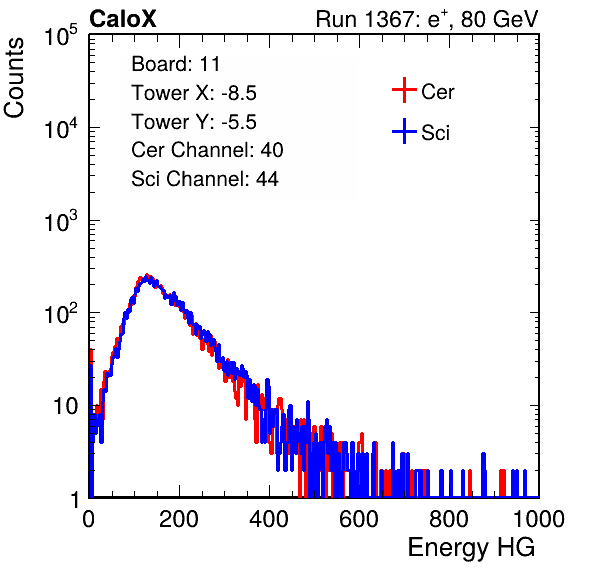 CaloX Run 1367: e⁺, 80 GeV
Counts
10⁵
10⁴
10³
10²
10
1
Board: 11
Tower X: -8.5
Tower Y: -5.5
Cer Channel: 40
Sci Channel: 44
Cer
Sci
0 200 400 600 800 1000
Energy HG